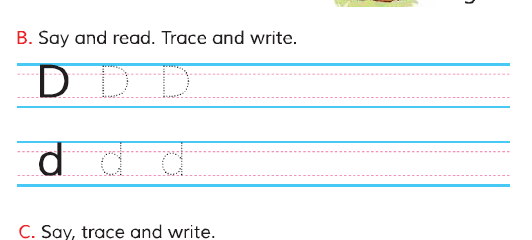 B. Say and read. Trace and write.
D D D
d d d
C. Say, trace and write.